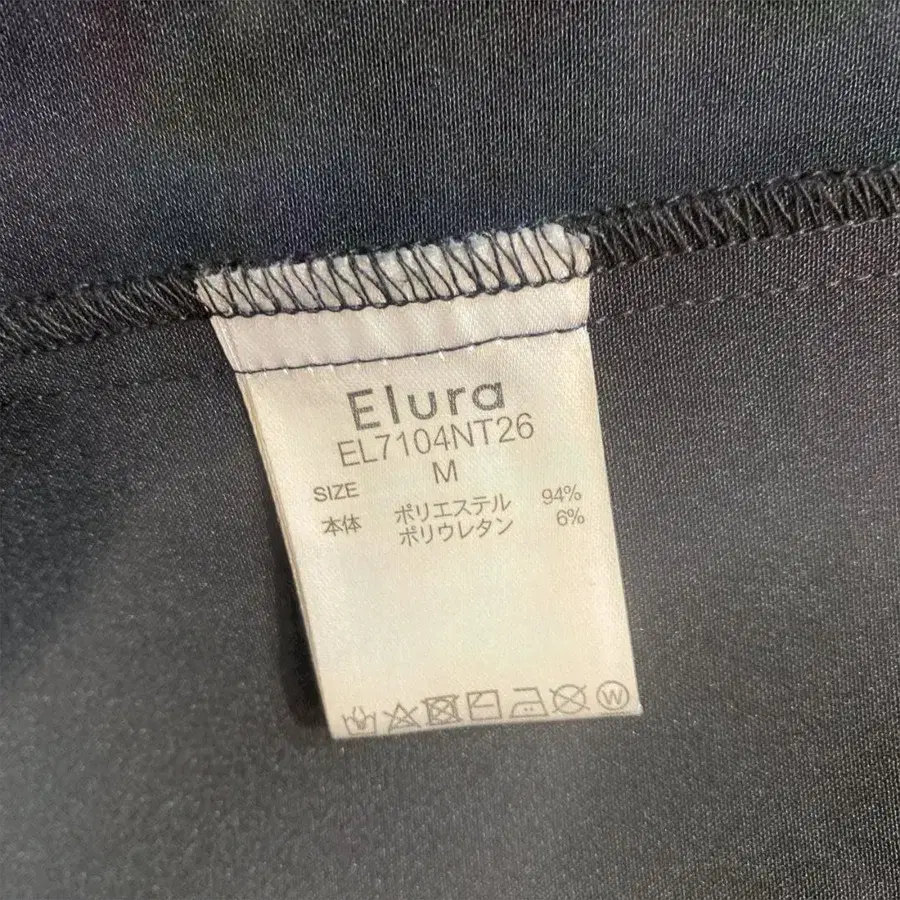 Elura
EL7104NT26
SIZE M
本体 ポリエステル 94%
ポリウレタン 6%
W